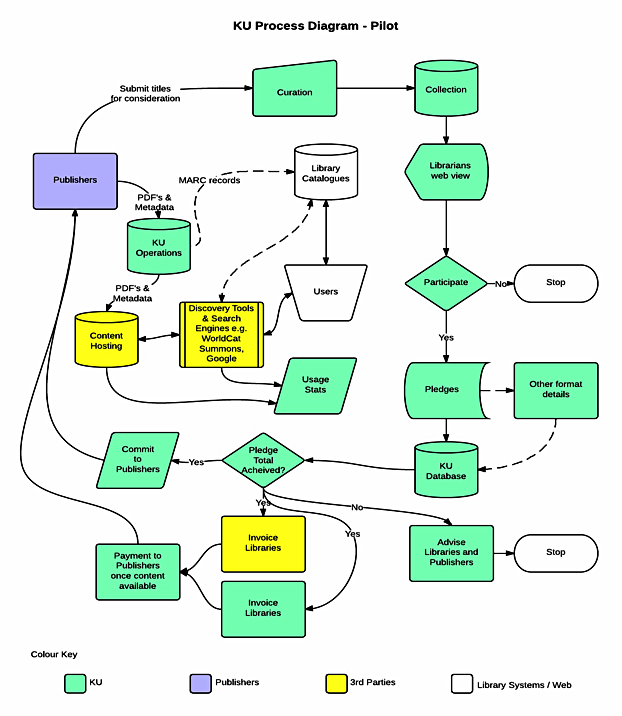 KU Process Diagram - Pilot
Submit titles
for consideration
Curation
Collection
Publishers
MARC records
Library
Catalogues
Librarians
web view
PDF's &
Metadata
KU
Operations
PDF's &
Metadata
Users
Participate
No
Stop
Yes
Content
Hosting
Discovery Tools
& Search
Engines e.g.
WorldCat
Summons,
Google
Usage
Stats
Pledges
Other format
details
Commit
to
Publishers
Yes
Pledge
Total
Acheived?
KU
Database
Yes
No
Yes
Invoice
Libraries
Advise
Libraries and
Publishers
Stop
Payment to
Publishers
once content
available
Invoice
Libraries
Colour Key
KU
Publishers
3rd Parties
Library Systems / Web